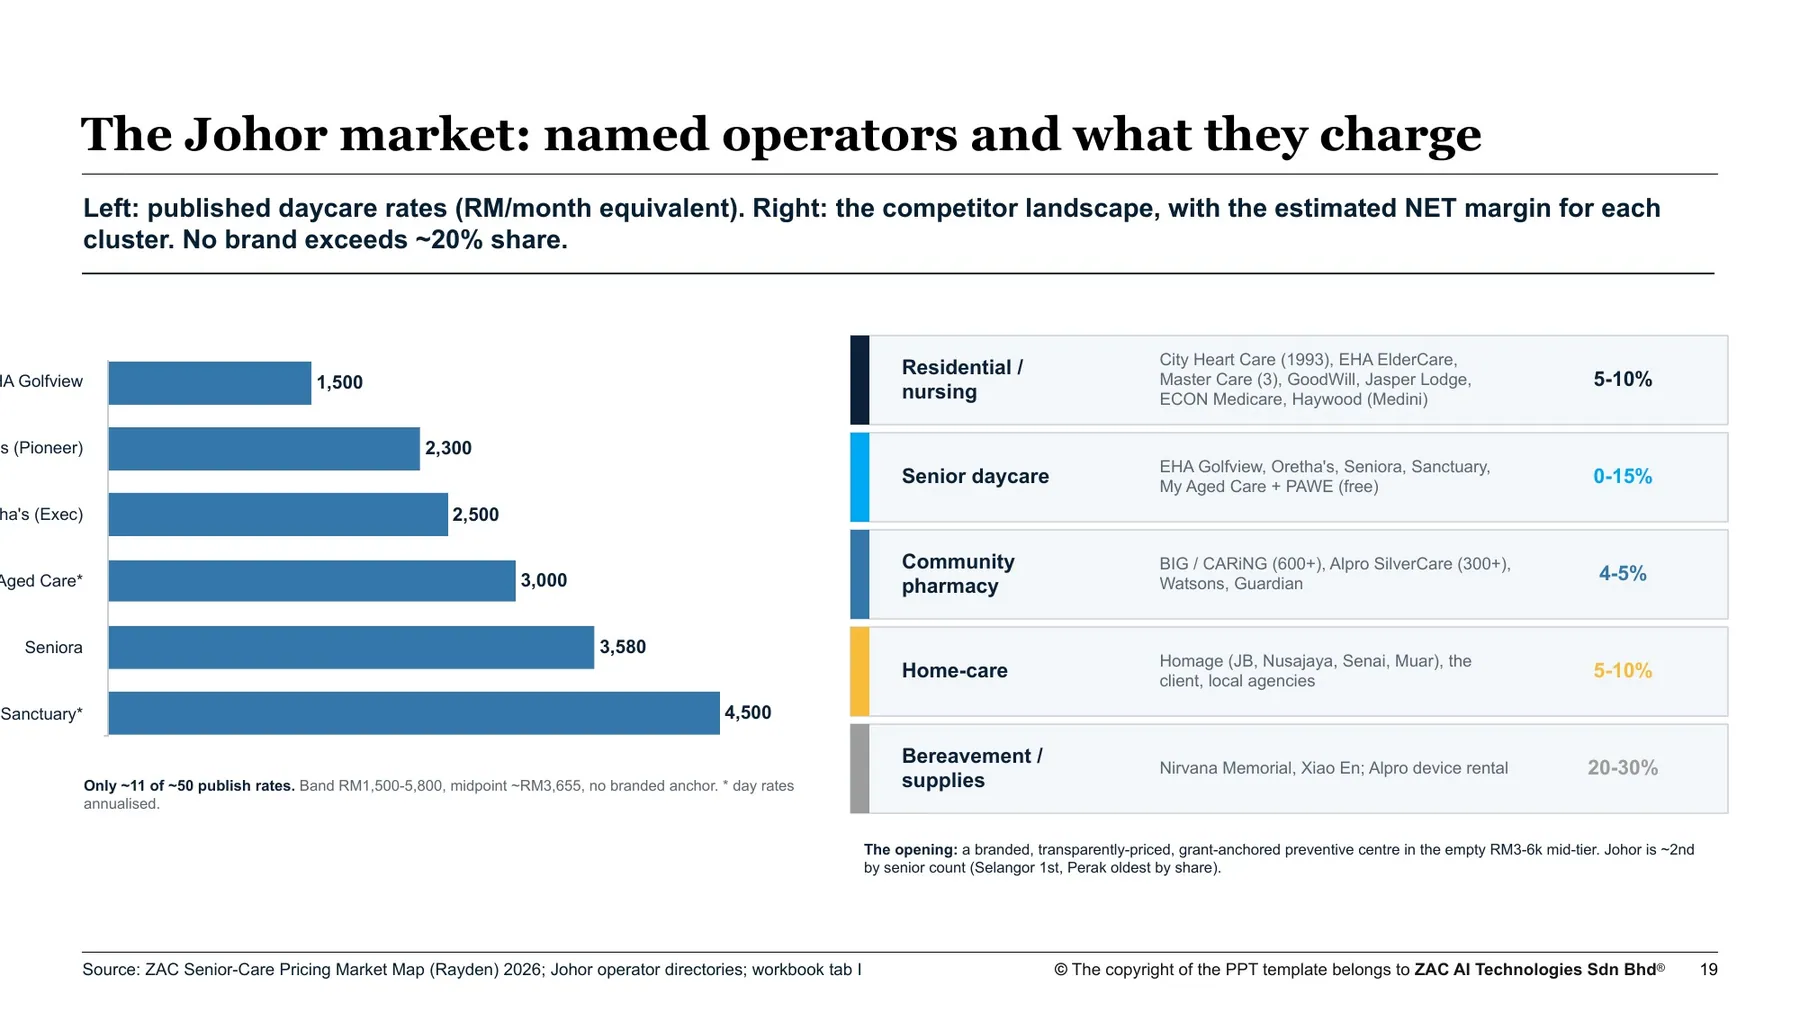 The Johor market: named operators and what they charge
Left: published daycare rates (RM/month equivalent). Right: the competitor landscape, with the estimated NET margin for each
cluster. No brand exceeds ~20% share.
Golfview
1,500
(Pioneer)
2,300
(Exec)
2,500
Aged Care*
3,000
Seniora
3,580
Sanctuary*
4,500
Only ~11 of ~50 publish rates. Band RM1,500-5,800, midpoint ~RM3,655, no branded anchor. * day rates
annualised.
Residential /
nursing
City Heart Care (1993), EHA ElderCare,
Master Care (3), GoodWill, Jasper Lodge,
ECON Medicare, Haywood (Medini)
5-10%
Senior daycare
EHA Golfview, Oretha's, Seniora, Sanctuary,
My Aged Care + PAWE (free)
0-15%
Community
pharmacy
BIG / CARiNG (600+), Alpro SilverCare (300+),
Watsons, Guardian
4-5%
Home-care
Homage (JB, Nusajaya, Senai, Muar), the
client, local agencies
5-10%
Bereavement /
supplies
Nirvana Memorial, Xiao En; Alpro device rental
20-30%
The opening: a branded, transparently-priced, grant-anchored preventive centre in the empty RM3-6k mid-tier. Johor is ~2nd
by senior count (Selangor 1st, Perak oldest by share).
Source: ZAC Senior-Care Pricing Market Map (Rayden) 2026; Johor operator directories; workbook tab I
© The copyright of the PPT template belongs to ZAC AI Technologies Sdn Bhd®
19